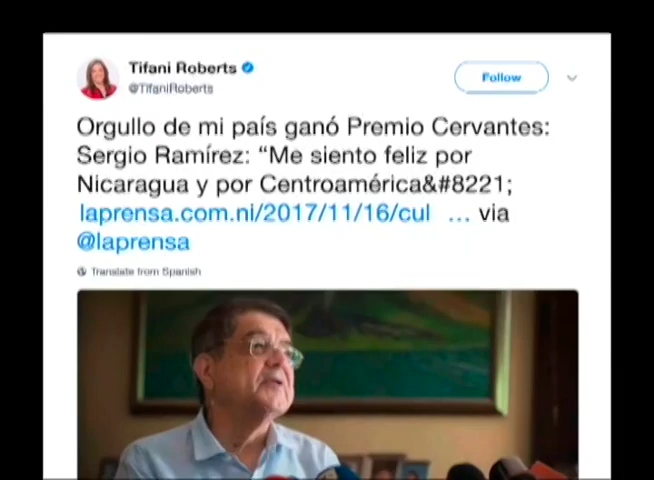 Tifani Roberts
@TifaniRoberts
Follow
Orgullo de mi país ganó Premio Cervantes:
Sergio Ramírez: “Me siento feliz por
Nicaragua y por Centroamérica&#8221;
laprensa.com.ni/2017/11/16/cul ... via
@laprensa
Translate from Spanish